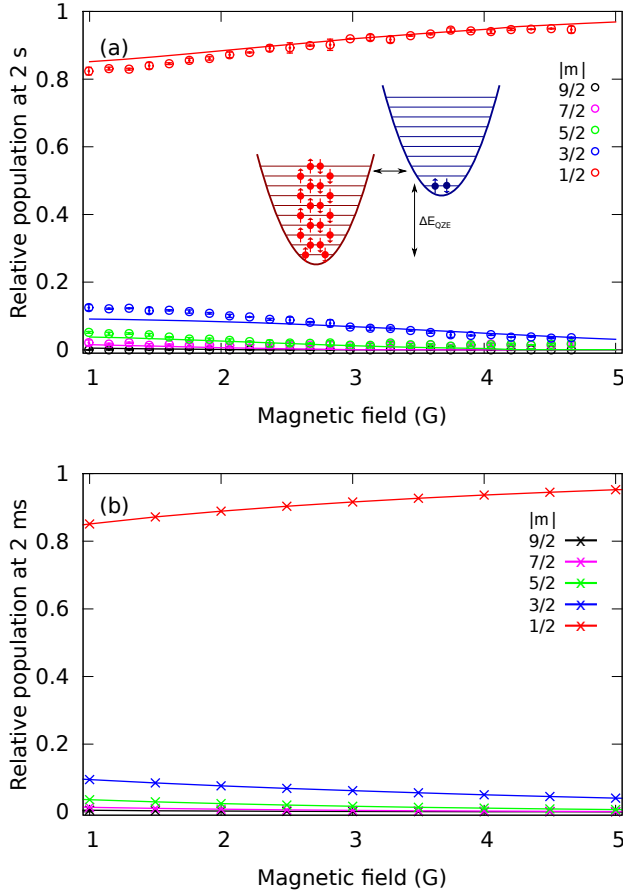 (a)
Relative population at 2 s
1
0.8
0.6
0.4
0.2
0
|m|
9/2
7/2
5/2
3/2
1/2
ΔE_QZE
1 2 3 4 5
Magnetic field (G)
(b)
Relative population at 2 ms
1
0.8
0.6
0.4
0.2
0
|m|
9/2
7/2
5/2
3/2
1/2
1 2 3 4 5
Magnetic field (G)